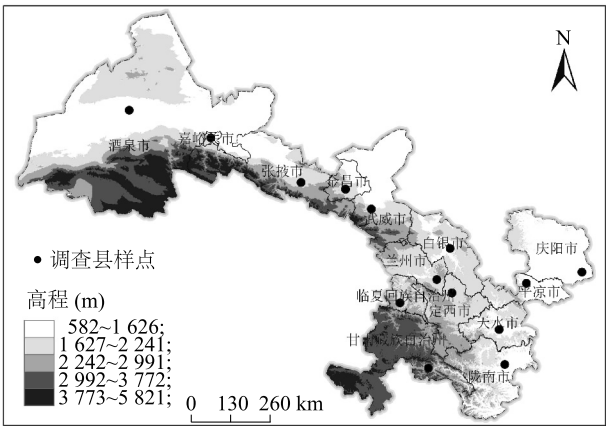 N
酒泉市
嘉峪关市
张掖市
金昌市
武威市
白银市
兰州市
庆阳市
平凉市
临夏回族自治州
定西市
天水市
甘南藏族自治州
陇南市
调查县样点
高程 (m)
582~1 626;
1 627~2 241;
2 242~2 991;
2 992~3 772;
3 773~5 821;
0 130 260 km